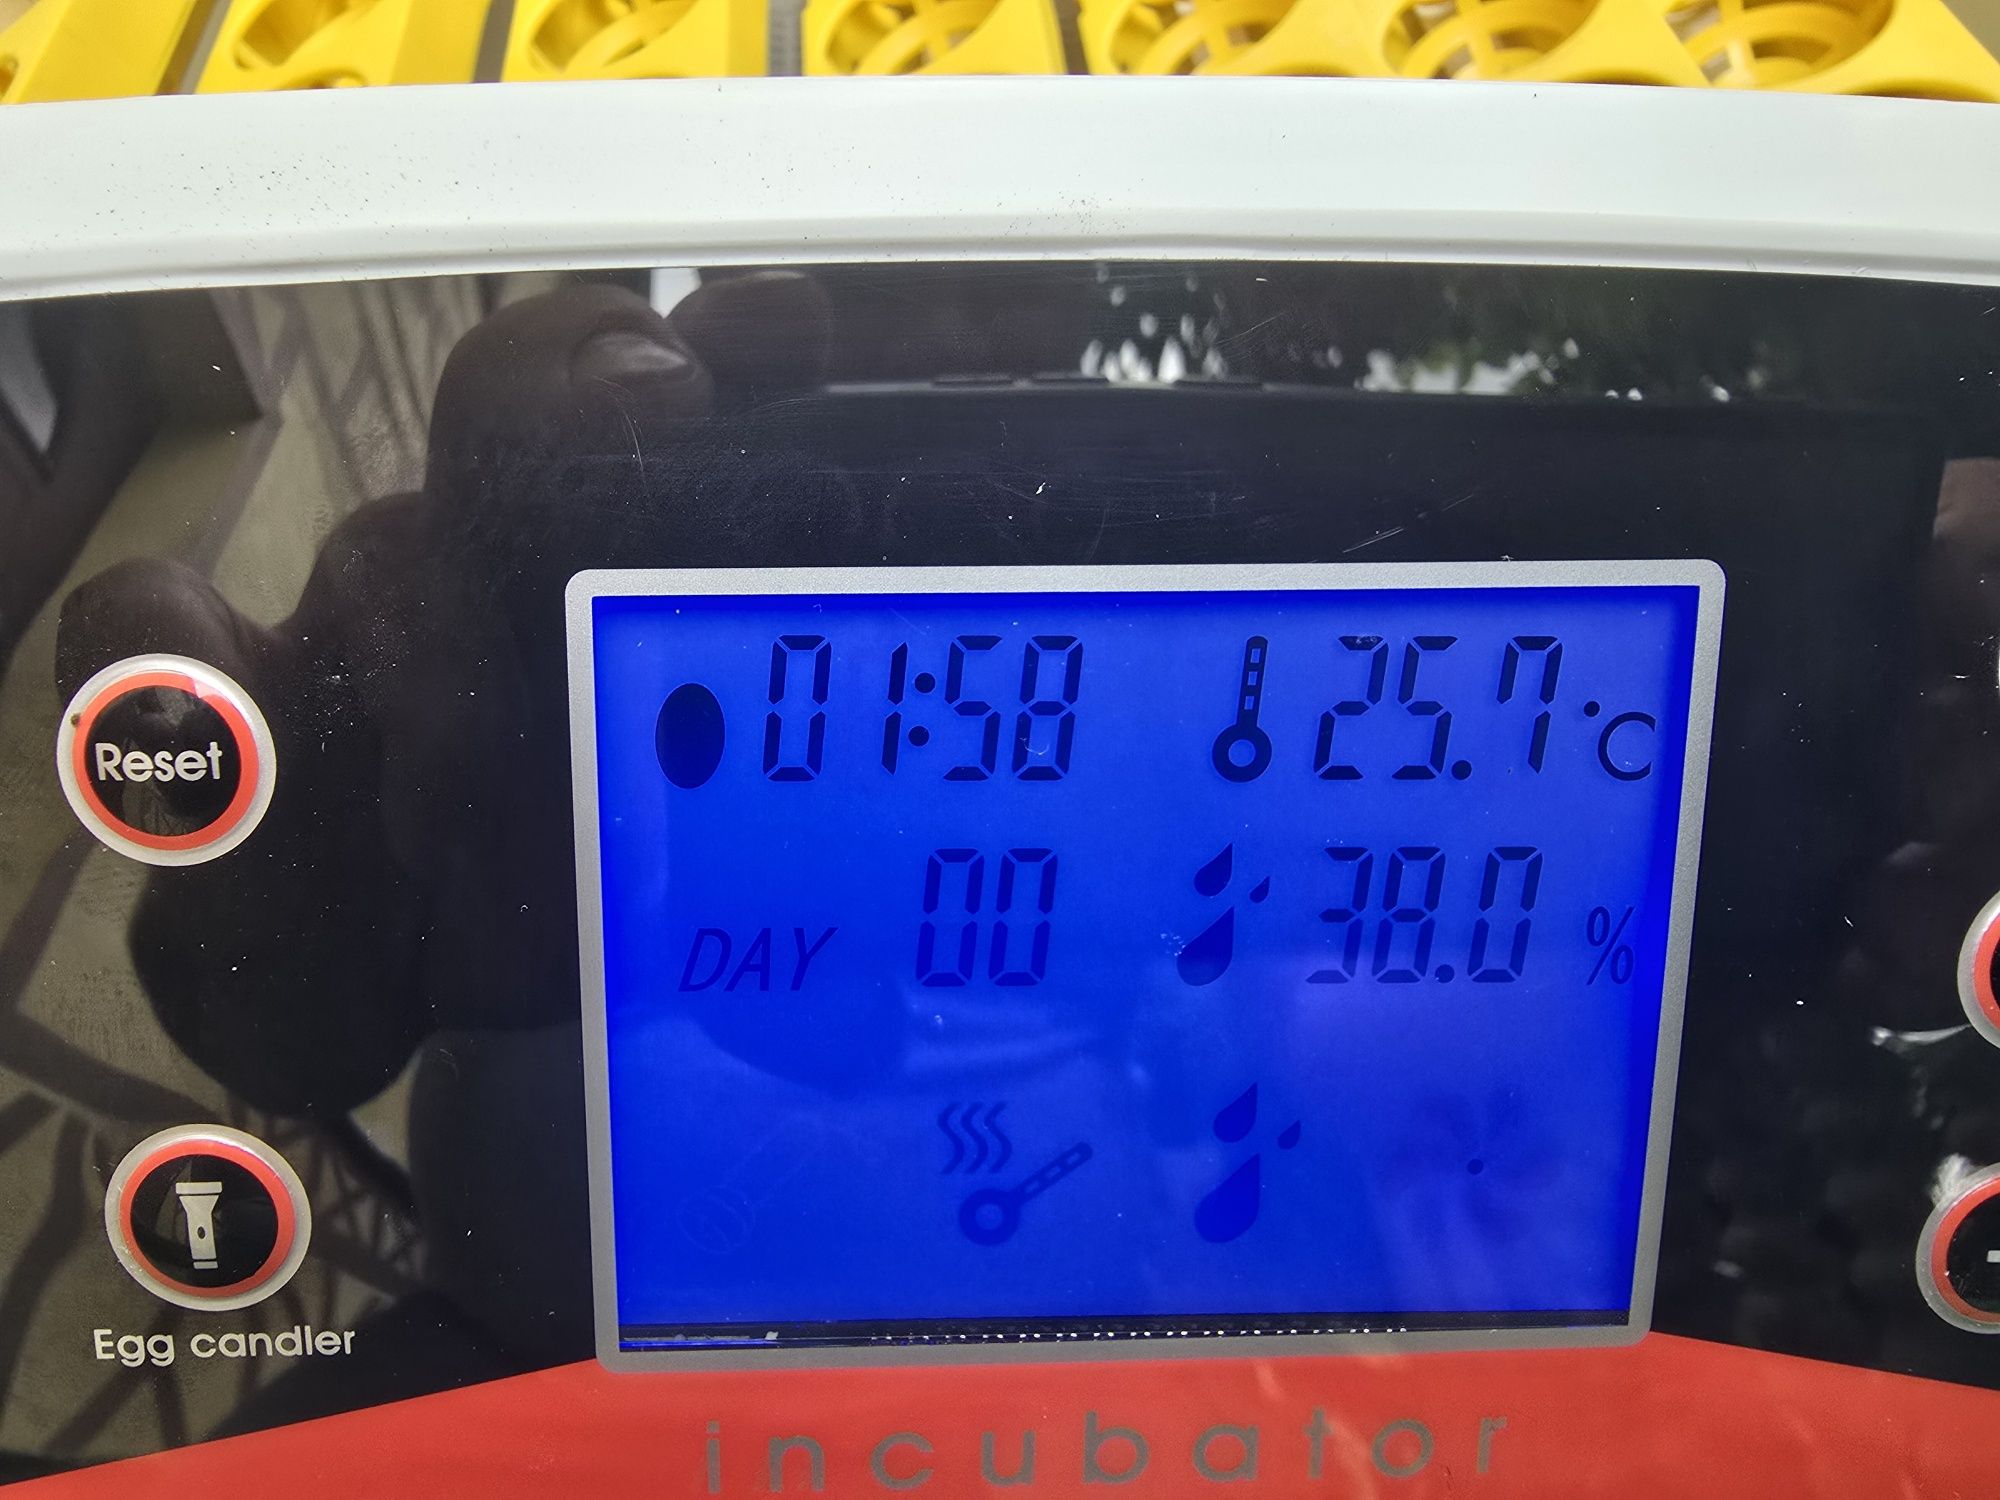 01:58 25.7 °C
DAY 00 38.0 %
Reset
Egg candler
incubator